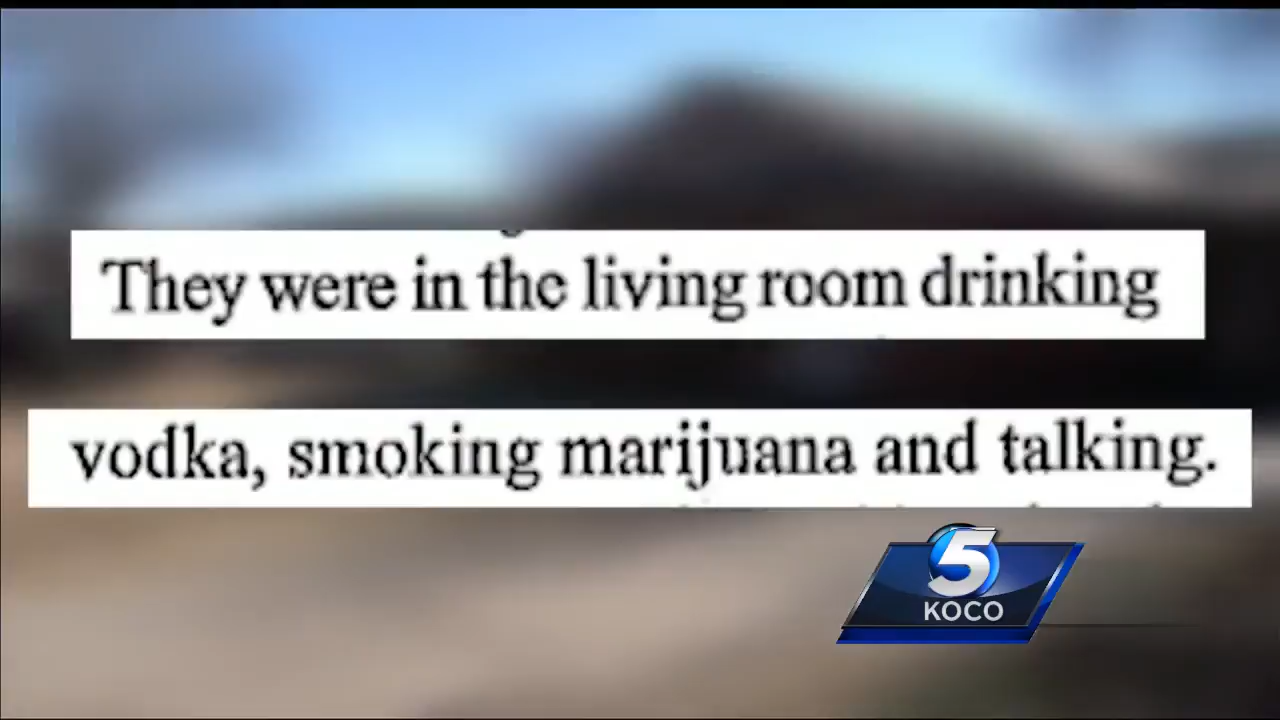 They were in the living room drinking
vodka, smoking marijuana and talking.
5
KOCO